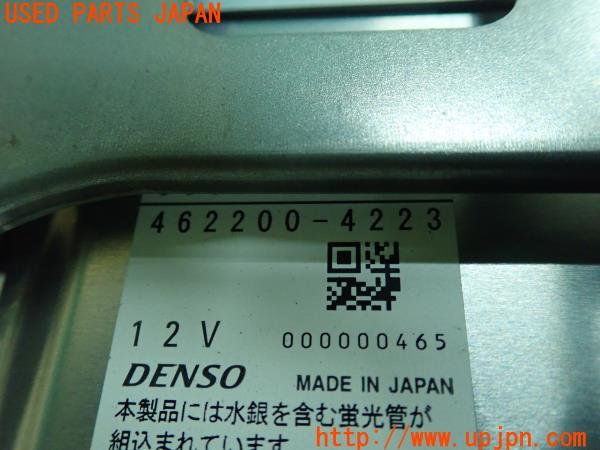 USED PARTS JAPAN
462200-4223
12V
000000465
DENSO
MADE IN JAPAN
本製品には水銀を含む蛍光管が
組込まれています
http://www.upjpn.com